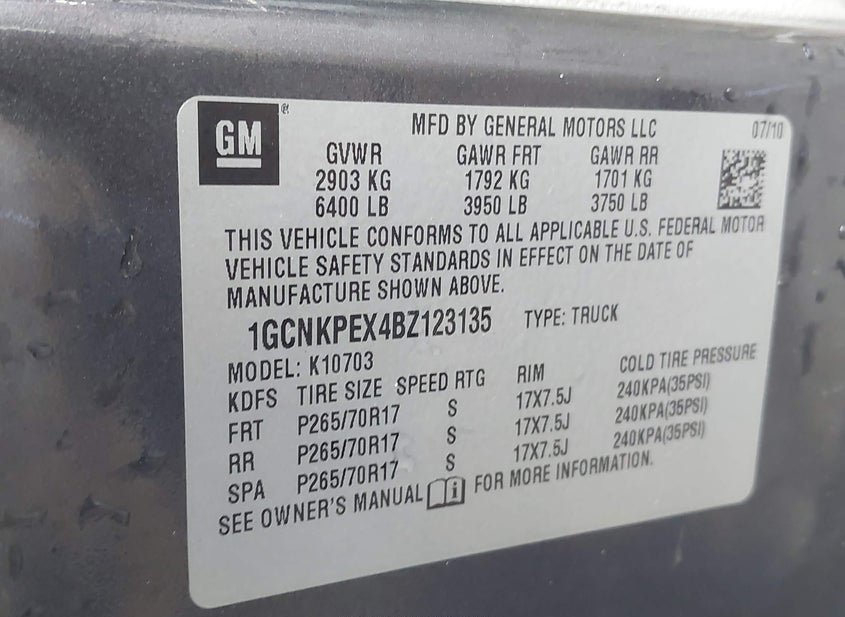 GM ®
MFD BY GENERAL MOTORS LLC 07/10
GVWR GAWR FRT GAWR RR
2903 KG 1792 KG 1701 KG
6400 LB 3950 LB 3750 LB
THIS VEHICLE CONFORMS TO ALL APPLICABLE U.S. FEDERAL MOTOR
VEHICLE SAFETY STANDARDS IN EFFECT ON THE DATE OF
MANUFACTURE SHOWN ABOVE.
1GCNKPEX4BZ123135 TYPE: TRUCK
MODEL: K10703
KDFS TIRE SIZE SPEED RTG RIM COLD TIRE PRESSURE
FRT P265/70R17 S 17X7.5J 240KPA(35PSI)
RR P265/70R17 S 17X7.5J 240KPA(35PSI)
SPA P265/70R17 S 17X7.5J 240KPA(35PSI)
SEE OWNER'S MANUAL i FOR MORE INFORMATION.